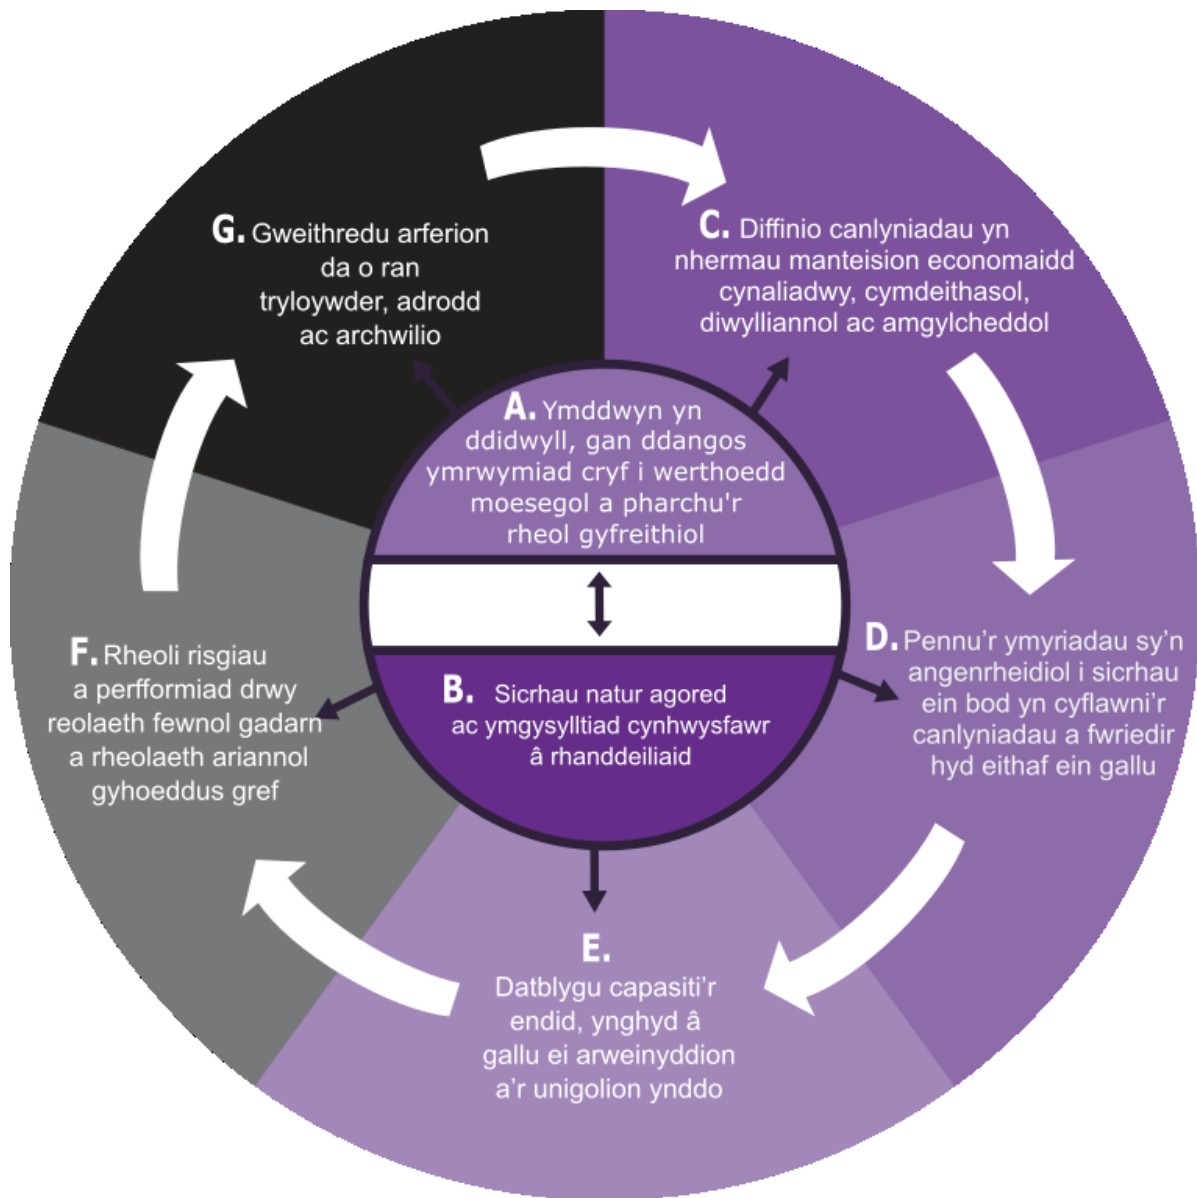 A. Ymddwyn yn
ddidwyll, gan ddangos
ymrwymiad cryf i werthoedd
moesegol a pharchu'r
rheol gyfreithiol
B. Sicrhau natur agored
ac ymgysylltiad cynhwysfawr
â rhanddeiliaid
C. Diffinio canlyniadau yn
nhermau manteision economaidd
cynaliadwy, cymdeithasol,
diwylliannol ac amgylcheddol
D. Pennu’r ymyriadau sy’n
angenrheidiol i sicrhau
ein bod yn cyflawni’r
canlyniadau a fwriedir
hyd eithaf ein gallu
E.
Datblygu capasiti’r
endid, ynghyd â
gallu ei arweinyddion
a’r unigolion ynddo
F. Rheoli risgiau
a perfformiad drwy
reolaeth fewnol gadarn
a rheolaeth ariannol
gyhoeddus gref
G. Gweithredu arferion
da o ran
tryloywder, adrodd
ac archwilio